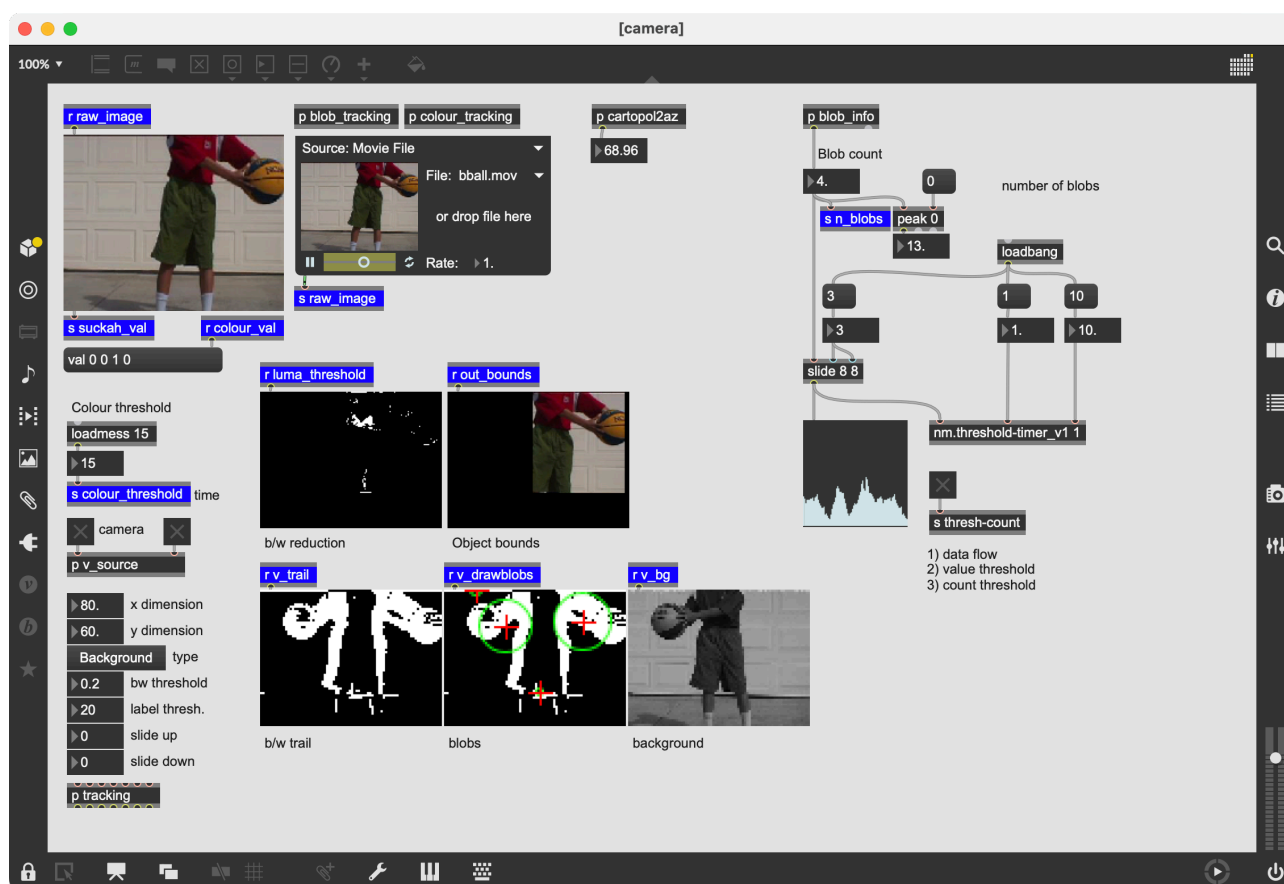 [camera]
100%
r raw_image
p blob_tracking
p colour_tracking
p cartopol2az
p blob_info
Source: Movie File
68.96
File: bball.mov
or drop file here
Rate: 1.
s raw_image
Blob count
4.
0
number of blobs
s n_blobs
peak 0
13.
loadbang
3
1
10
3
1.
10.
slide 8 8
nm.threshold-timer_v1 1
s thresh-count
1) data flow
2) value threshold
3) count threshold
s suckah_val
r colour_val
val 0 0 1 0
Colour threshold
loadmess 15
15
s colour_threshold
time
camera
p v_source
80.
x dimension
60.
y dimension
Background
type
0.2
bw threshold
20
label thresh.
0
slide up
0
slide down
p tracking
r luma_threshold
r out_bounds
b/w reduction
Object bounds
r v_trail
r v_drawblobs
r v_bg
b/w trail
blobs
background